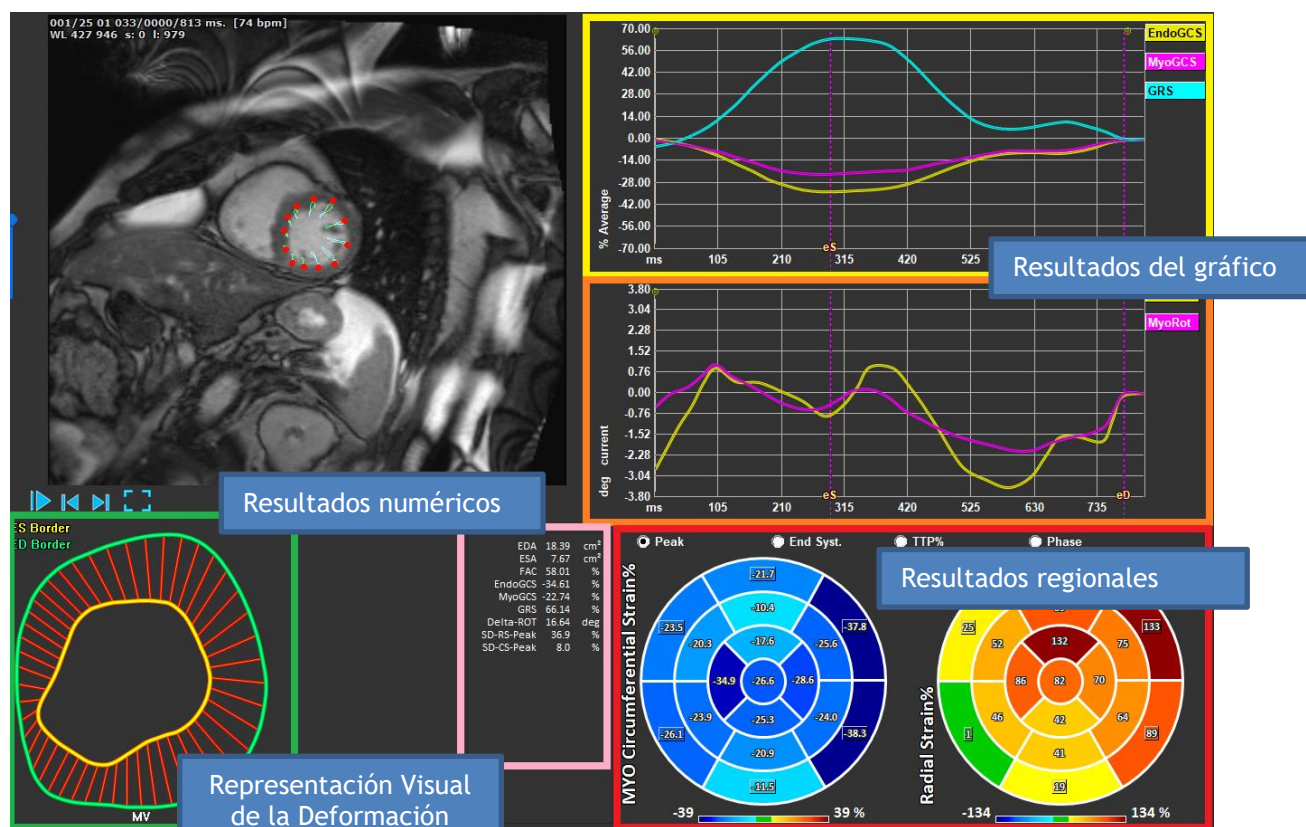 001/25 01 033/0000/813 ms. [74 bpm]
WL 427 946 s: 0 l: 979
70.00
56.00
42.00
28.00
14.00
0.00
-14.00
-28.00
-42.00
-56.00
-70.00
% Average
ms 105 210 315 420 525
eS
EndoGCS
MyoGCS
GRS
Resultados del gráfico
3.80
3.04
2.28
1.52
0.76
0.00
-0.76
-1.52
-2.28
-3.04
-3.80
deg current
ms 105 210 315 420 525 630 735
eS eD
MyoRot
Resultados numéricos
ES Border
ED Border
MV
Representación Visual
de la Deformación
EDA 18.39 cm²
ESA 7.67 cm²
FAC 58.01 %
EndoGCS -34.61 %
MyoGCS -22.74 %
GRS 66.14 %
Delta-ROT 16.64 deg
SD-RS-Peak 36.9 %
SD-CS-Peak 8.0 %
Peak End Syst. TTP% Phase
Resultados regionales
MYO Circumferential Strain%
-21.7
-10.4
-23.5 -37.8
-20.3 -17.6 -25.6
-34.9 -26.6 -28.6
-23.9 -25.3 -24.0
-26.1 -38.3
-20.9
-11.5
-39 39 %
Radial Strain%
25 133
52 132 75
86 82 70
46 42 64
1 89
41
19
-134 134 %